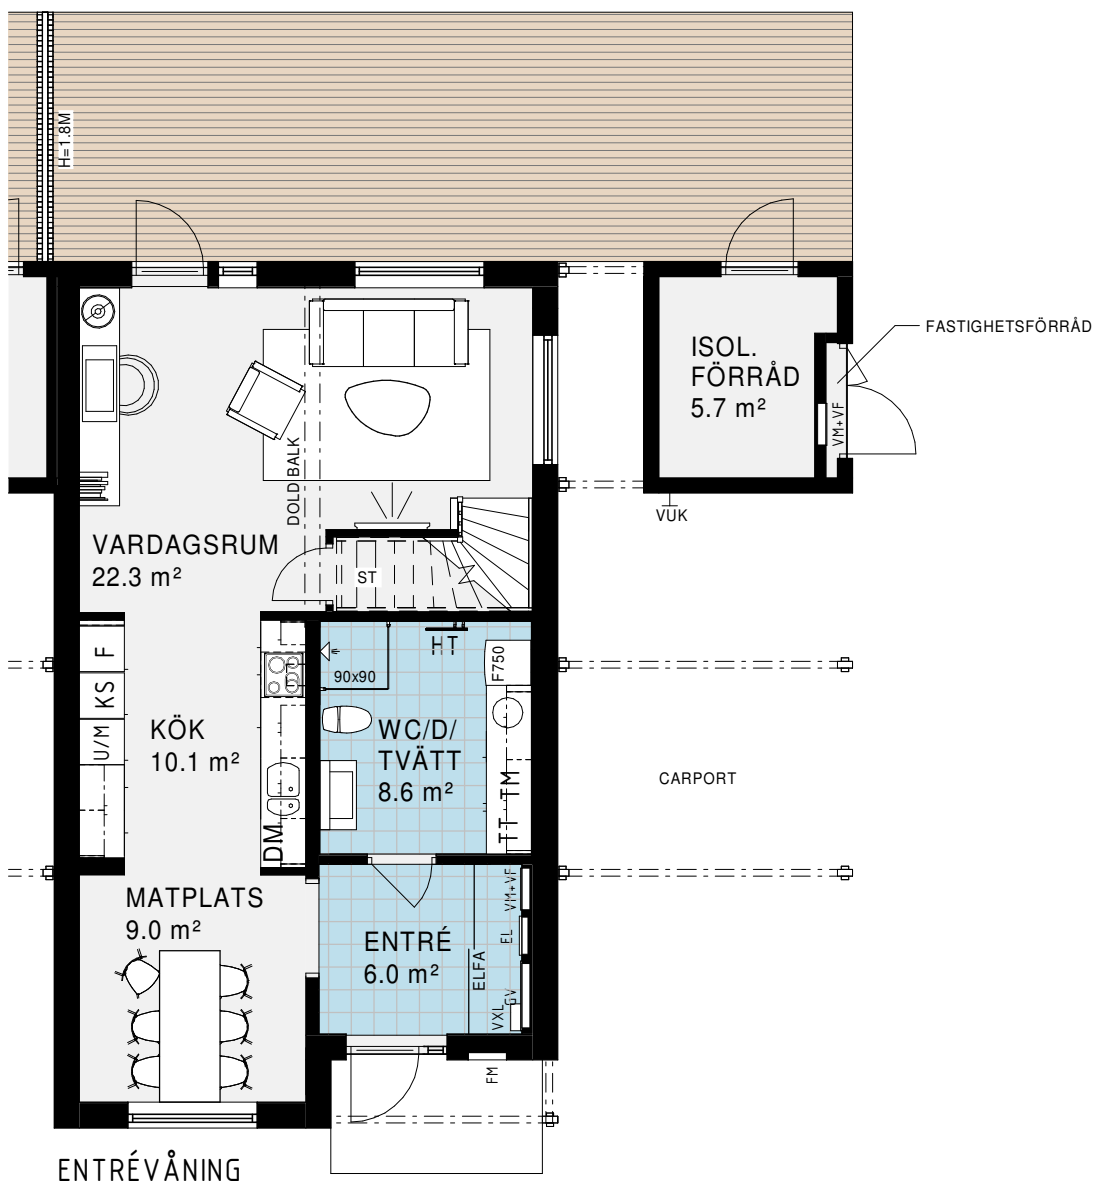 H=1.8M
FASTIGHETSFÖRRÅD
ISOL.
FÖRRÅD
5.7 m²
VM+VF
VUK
DOLD BALK
VARDAGSRUM
22.3 m²
ST
HT
F750
90x90
F
KS
U/M
KÖK
10.1 m²
WC/D/
TVÄTT
8.6 m²
TM
TT
DM
CARPORT
MATPLATS
9.0 m²
ENTRÉ
6.0 m²
ELFA
VM+VF
EL
GV
VXL
FM
ENTRÉVÅNING